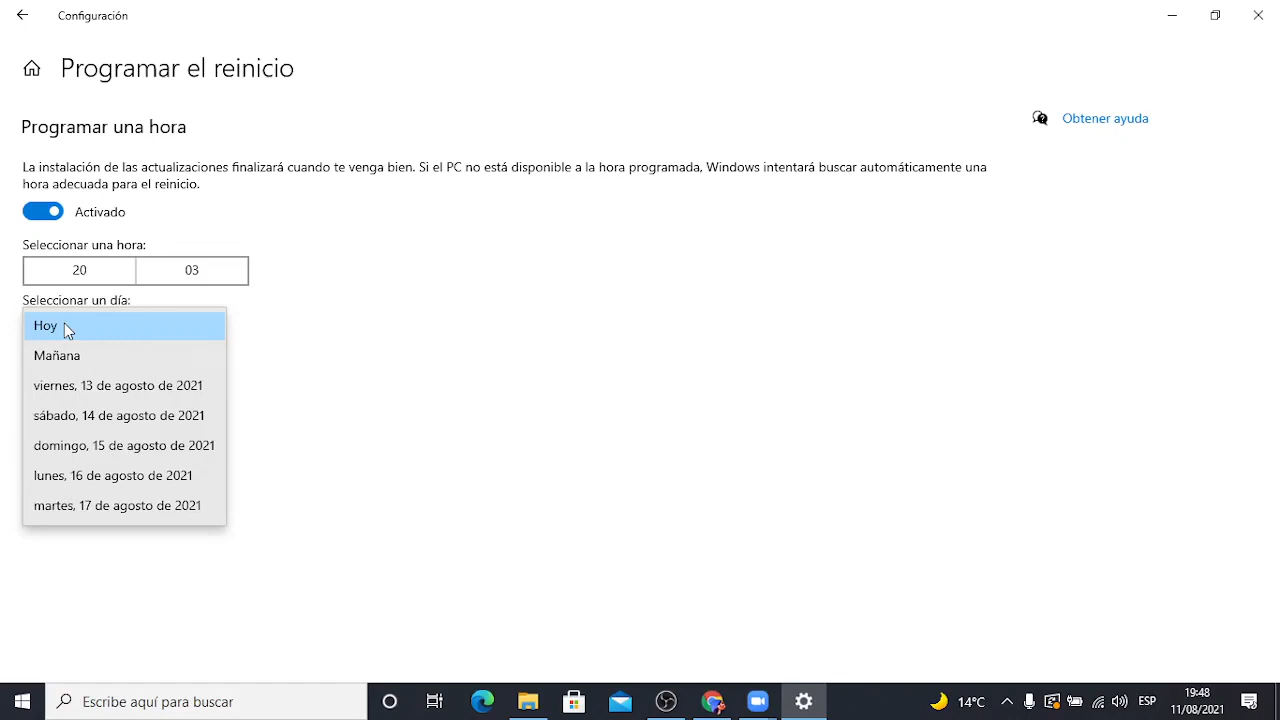 Configuración
Programar el reinicio
Programar una hora
Obtener ayuda
La instalación de las actualizaciones finalizará cuando te venga bien. Si el PC no está disponible a la hora programada, Windows intentará buscar automáticamente una
hora adecuada para el reinicio.
Activado
Seleccionar una hora:
20 03
Seleccionar un día:
Hoy
Mañana
viernes, 13 de agosto de 2021
sábado, 14 de agosto de 2021
domingo, 15 de agosto de 2021
lunes, 16 de agosto de 2021
martes, 17 de agosto de 2021
Escribe aquí para buscar
14°C
ESP
19:48
11/08/2021